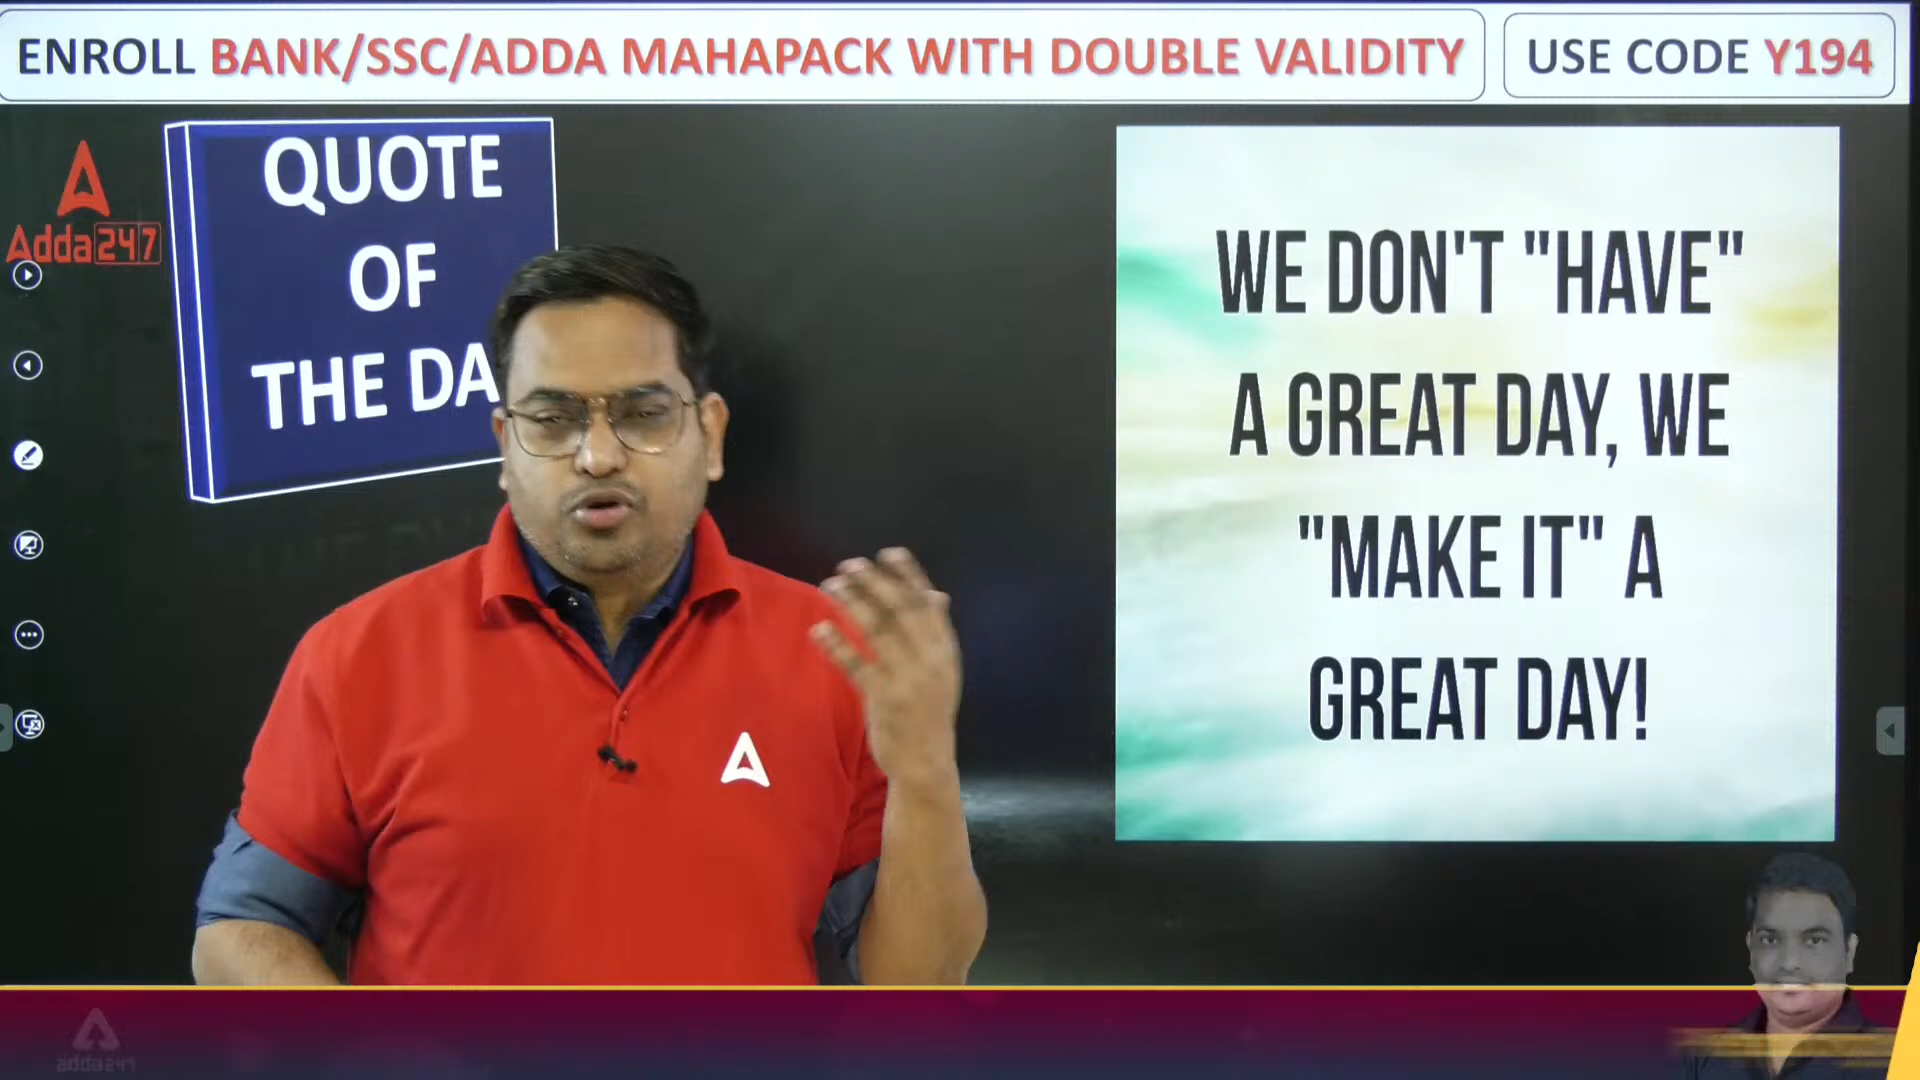 ENROLL BANK/SSC/ADDA MAHAPACK WITH DOUBLE VALIDITY
USE CODE Y194
QUOTE
OF
THE DA
Adda247
WE DON'T "HAVE"
A GREAT DAY, WE
"MAKE IT" A
GREAT DAY!
adda247